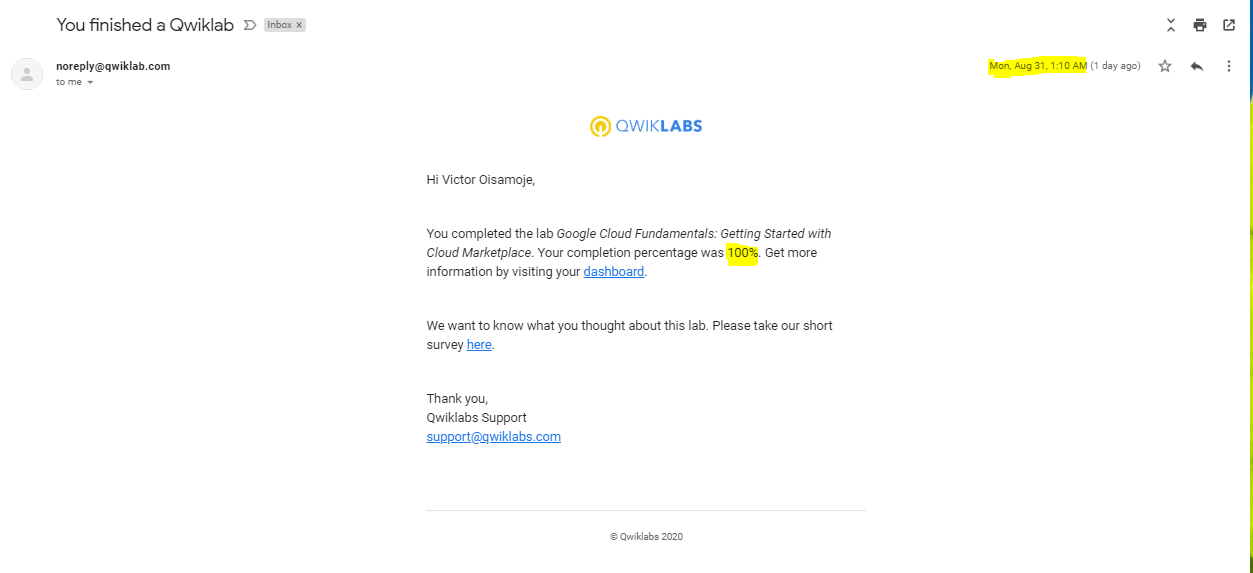 You finished a Qwiklab
Inbox x
noreply@qwiklab.com
Mon, Aug 31, 1:10 AM (1 day ago)
to me
QWIKLABS
Hi Victor Oisamoje,
You completed the lab Google Cloud Fundamentals: Getting Started with
Cloud Marketplace. Your completion percentage was 100%. Get more
information by visiting your dashboard.
We want to know what you thought about this lab. Please take our short
survey here.
Thank you,
Qwiklabs Support
support@qwiklabs.com
© Qwiklabs 2020